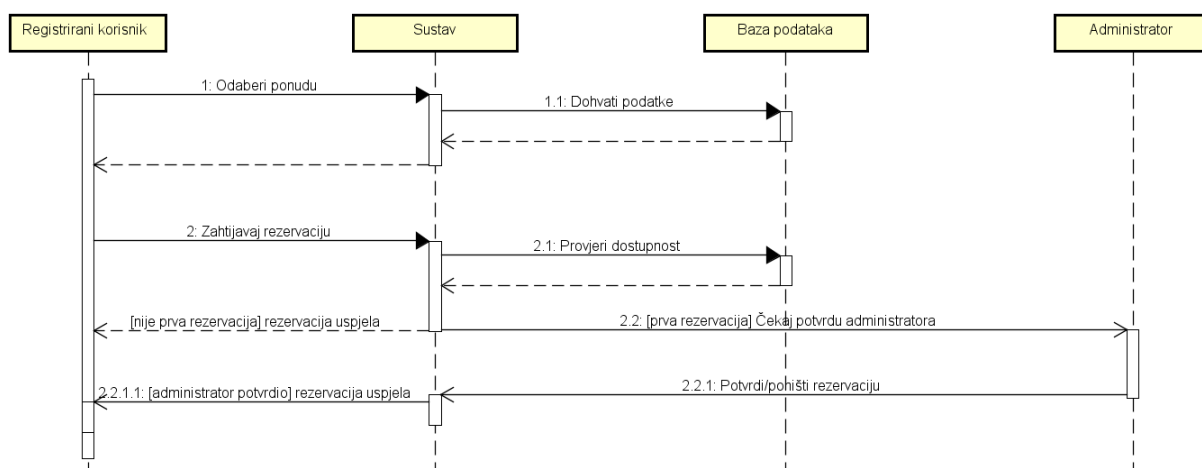 Registrirani korisnik
Sustav
Baza podataka
Administrator
1: Odaberi ponudu
1.1: Dohvati podatke
2: Zahtijavaj rezervaciju
2.1: Provjeri dostupnost
[nije prva rezervacija] rezervacija uspjela
2.2: [prva rezervacija] Čekaj potvrdu administratora
2.2.1.1: [administrator potvrdio] rezervacija uspjela
2.2.1: Potvrdi/poništi rezervaciju